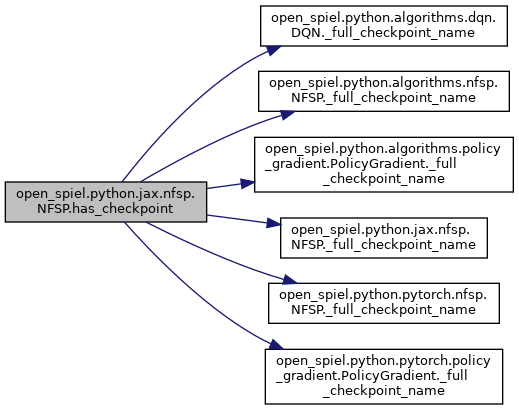 open_spiel.python.algorithms.dqn.
DQN._full_checkpoint_name
open_spiel.python.algorithms.nfsp.
NFSP._full_checkpoint_name
open_spiel.python.algorithms.policy
_gradient.PolicyGradient._full
_checkpoint_name
open_spiel.python.jax.nfsp.
NFSP.has_checkpoint
open_spiel.python.jax.nfsp.
NFSP._full_checkpoint_name
open_spiel.python.pytorch.nfsp.
NFSP._full_checkpoint_name
open_spiel.python.pytorch.policy
_gradient.PolicyGradient._full
_checkpoint_name